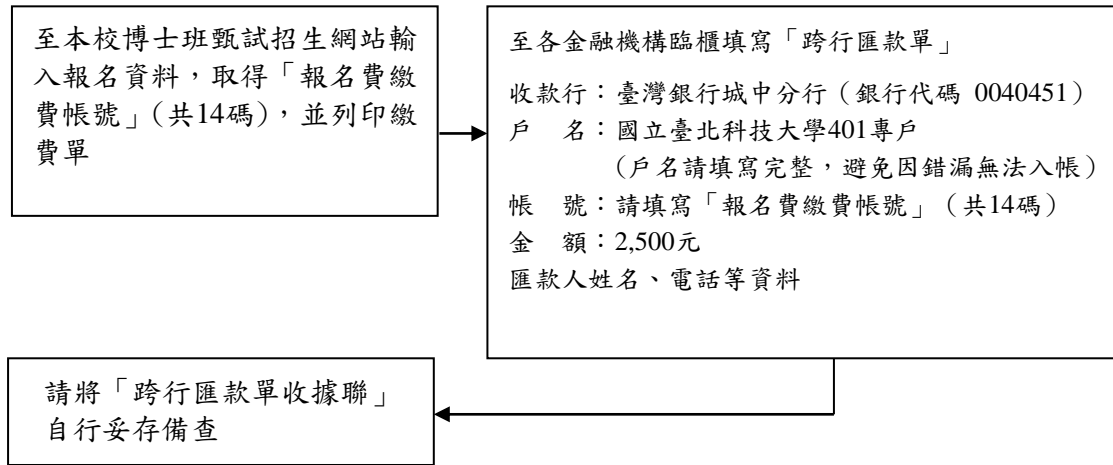 至本校博士班甄試招生網站輸
入報名資料，取得「報名費繳
費帳號」（共14碼），並列印繳
費單
至各金融機構臨櫃填寫「跨行匯款單」
收款行：臺灣銀行城中分行（銀行代碼 0040451）
戶　名：國立臺北科技大學401專戶
（戶名請填寫完整，避免因錯漏無法入帳）
帳　號：請填寫「報名費繳費帳號」（共14碼）
金　額：2,500元
匯款人姓名、電話等資料
請將「跨行匯款單收據聯」
自行妥存備查